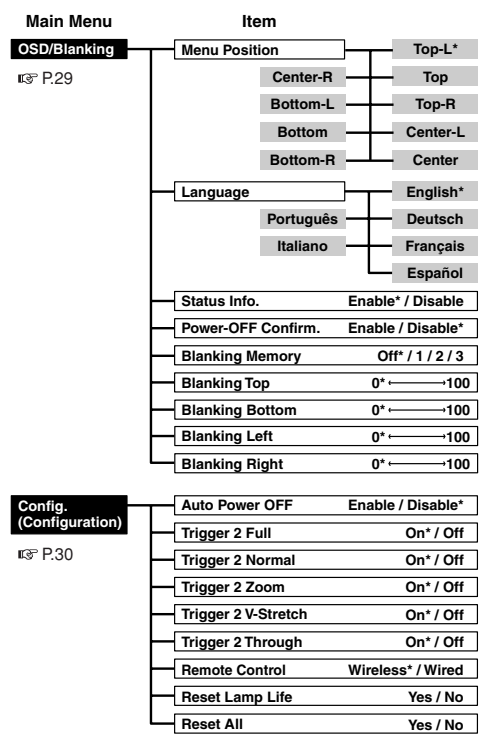 Main Menu Item
OSD/Blanking Menu Position Top-L*
☞ P.29 Center-R Top
Bottom-L Top-R
Bottom Center-L
Bottom-R Center
Language English*
Português Deutsch
Italiano Français
Español
Status Info. Enable* / Disable
Power-OFF Confirm. Enable / Disable*
Blanking Memory Off* / 1 / 2 / 3
Blanking Top 0* ⟷ 100
Blanking Bottom 0* ⟷ 100
Blanking Left 0* ⟷ 100
Blanking Right 0* ⟷ 100
Config. Auto Power OFF Enable / Disable*
(Configuration)
Trigger 2 Full On* / Off
☞ P.30 Trigger 2 Normal On* / Off
Trigger 2 Zoom On* / Off
Trigger 2 V-Stretch On* / Off
Trigger 2 Through On* / Off
Remote Control Wireless* / Wired
Reset Lamp Life Yes / No
Reset All Yes / No